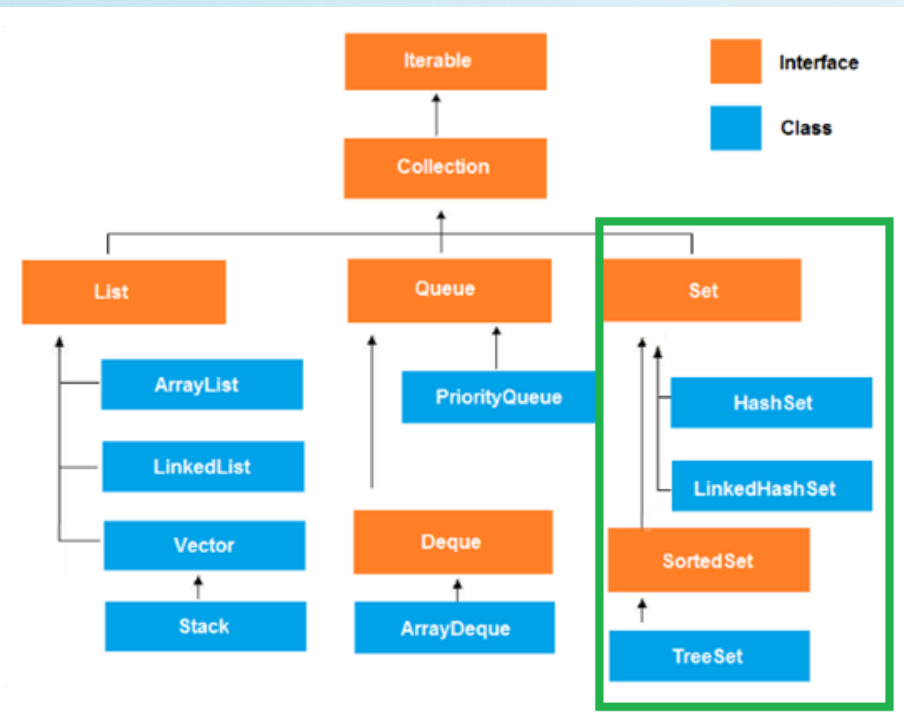 Iterable
Interface
Class
Collection
List
Queue
Set
ArrayList
PriorityQueue
HashSet
LinkedList
LinkedHashSet
Vector
Deque
SortedSet
Stack
ArrayDeque
TreeSet